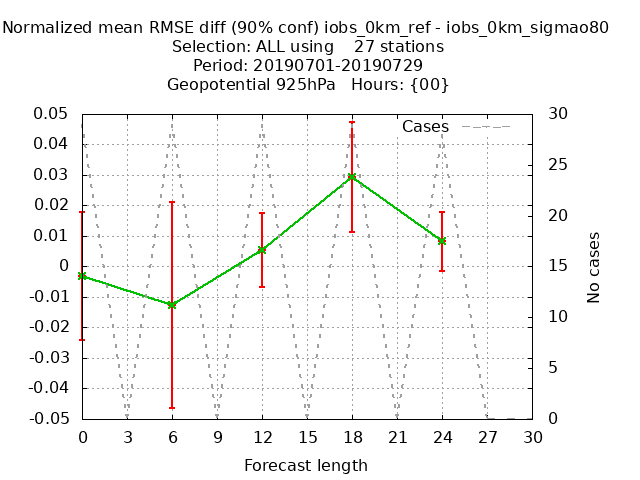 Normalized mean RMSE diff (90% conf) iobs_0km_ref - iobs_0km_sigmao80
Selection: ALL using    27 stations
Period: 20190701-20190729
Geopotential 925hPa   Hours: {00}
Cases
0.05
0.04
0.03
0.02
0.01
0
-0.01
-0.02
-0.03
-0.04
-0.05
30
25
20
15
10
5
0
No cases
0 3 6 9 12 15 18 21 24 27 30
Forecast length